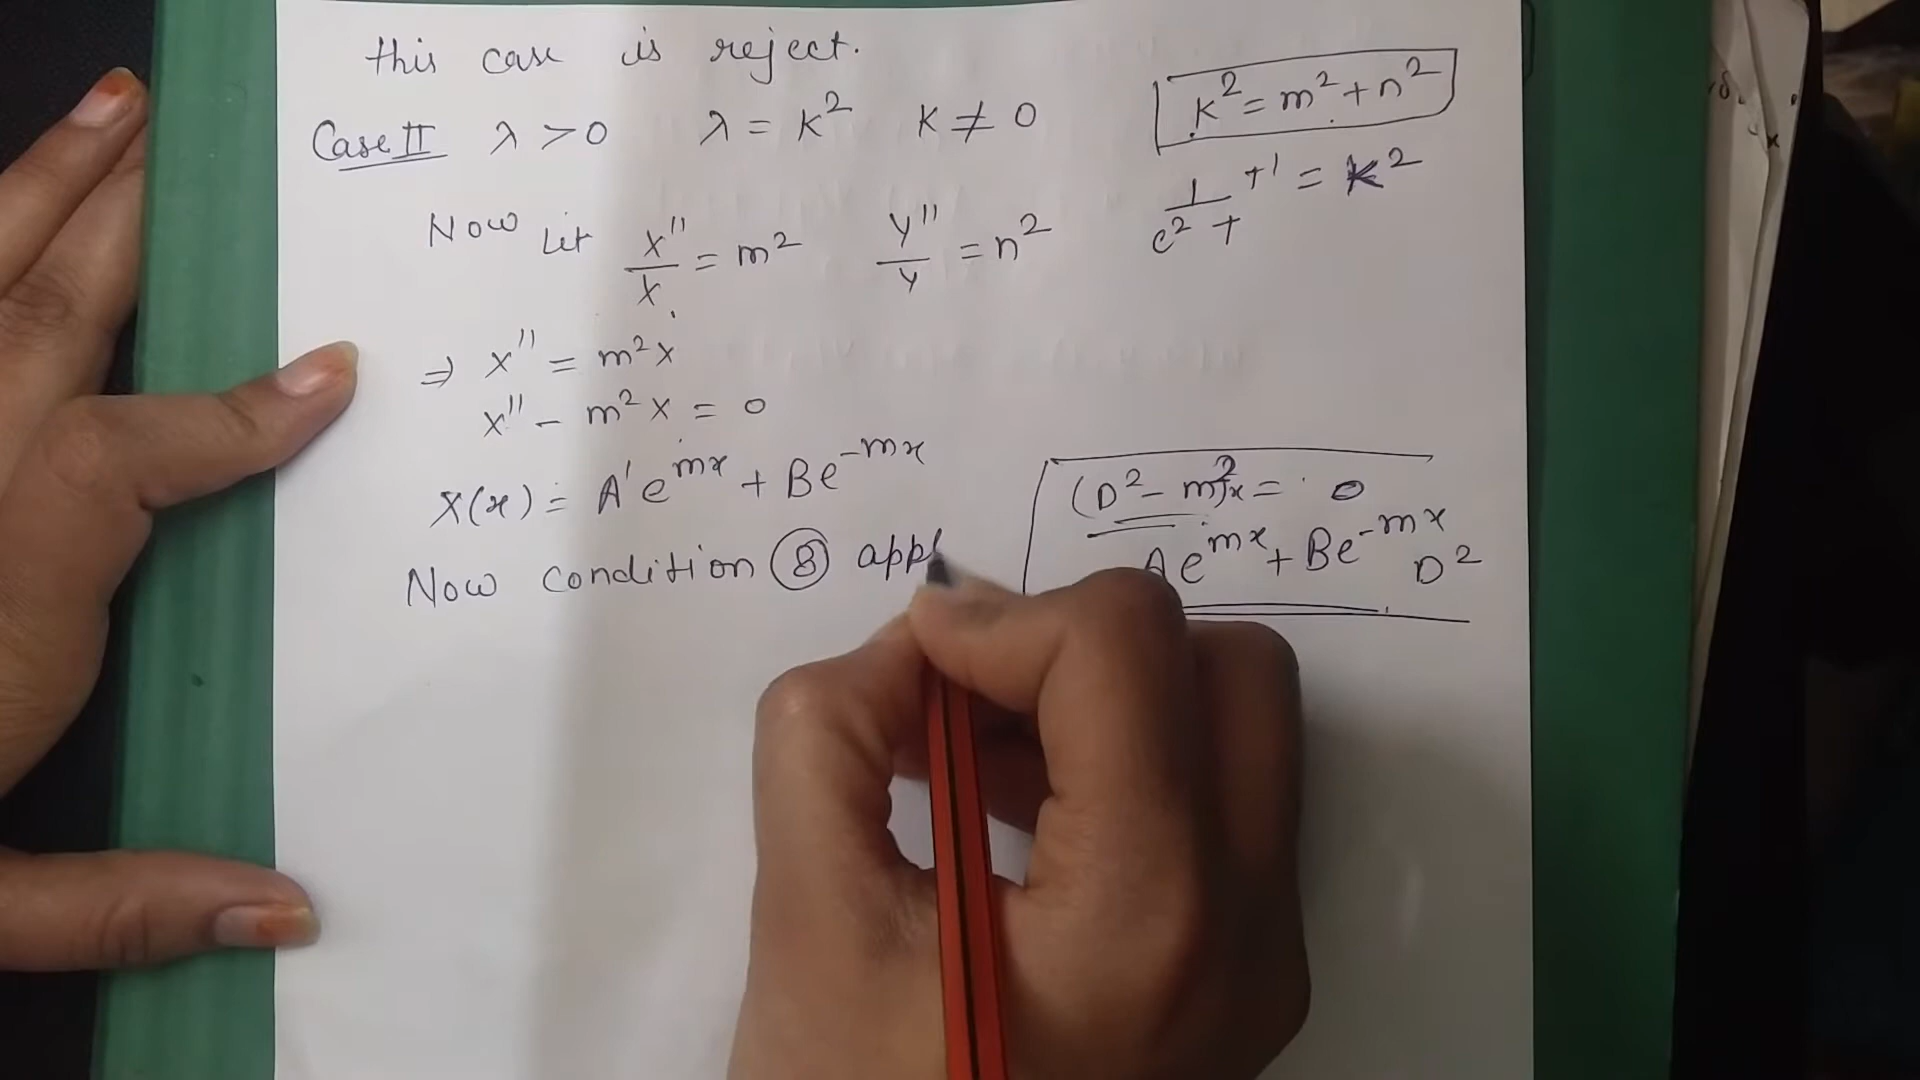 this case is reject.
Case II λ > 0 λ = K² K ≠ 0
K² = m² + n²
1/c² T +1 = K²
Now let X''/X = m² Y''/Y = n²
⇒ X'' = m²X
X'' - m²X = 0
X(x) = A'e^{mx} + Be^{-mx}
(D² - m²)x = 0
Ae^{mx} + Be^{-mx} D²
Now condition ⑧ appl